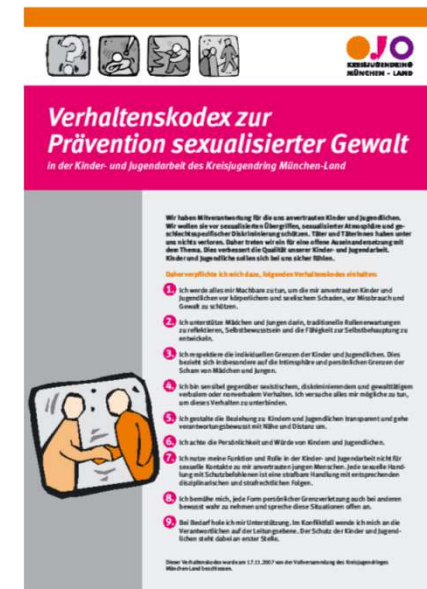 KREISJUGENDRING
MÜNCHEN - LAND
Verhaltenskodex zur
Prävention sexualisierter Gewalt
in der Kinder- und Jugendarbeit des Kreisjugendring München-Land
Wir haben Mitverantwortung für die uns anvertrauten Kinder und Jugendlichen.
Wir wollen sie vor sexualisierten Übergriffen, sexualisierter Atmosphäre und ge-
schlechtsspezifischer Diskriminierung schützen. Täter und Täterinnen haben unter
uns nichts verloren. Daher treten wir ein für eine offene Auseinandersetzung mit
dem Thema. Dies verbessert die Qualität unserer Kinder- und Jugendarbeit.
Kinder und Jugendliche sollen sich bei uns sicher fühlen.
Daher verpflichte ich mich dazu, folgenden Verhaltenskodex einhalten:
1. Ich werde alles mir Machbare zu tun, um die mir anvertrauten Kinder und
Jugendlichen vor körperlichem und seelischem Schaden, vor Missbrauch und
Gewalt zu schützen.
2. Ich unterstütze Mädchen und Jungen darin, traditionelle Rollenerwartungen
zu reflektieren, Selbstbewusstsein und die Fähigkeit zur Selbstbehauptung zu
entwickeln.
3. Ich respektiere die individuellen Grenzen der Kinder und Jugendlichen. Dies
bezieht sich insbesondere auf die Intimsphäre und persönlichen Grenzen der
Scham von Mädchen und Jungen.
4. Ich bin sensibel gegenüber sexistischem, diskriminierendem und gewalttätigem
verbalem oder nonverbalem Verhalten. Ich versuche alles mir mögliche zu tun,
um dieses Verhalten zu unterbinden.
5. Ich gestalte die Beziehung zu Kindern und Jugendlichen transparent und gehe
verantwortungsbewusst mit Nähe und Distanz um.
6. Ich achte die Persönlichkeit und Würde von Kindern und Jugendlichen.
7. Ich nutze meine Funktion und Rolle in der Kinder- und Jugendarbeit nicht für
sexuelle Kontakte zu mir anvertrauten jungen Menschen. Jede sexuelle Hand-
lung mit Schutzbefohlenen ist eine strafbare Handlung mit entsprechenden
disziplinarischen und strafrechtlichen Folgen.
8. Ich bemühe mich, jede Form persönlicher Grenzverletzung auch bei anderen
bewusst wahr zu nehmen und spreche diese Situationen offen an.
9. Bei Bedarf hole ich mir Unterstützung. Im Konfliktfall wende ich mich an die
Verantwortlichen auf der Leitungsebene. Der Schutz der Kinder und Jugend-
lichen steht dabei an erster Stelle.
Dieser Verhaltenskodex wurde am 17.11.2007 von der Vollversammlung des Kreisjugendringes
München-Land beschlossen.